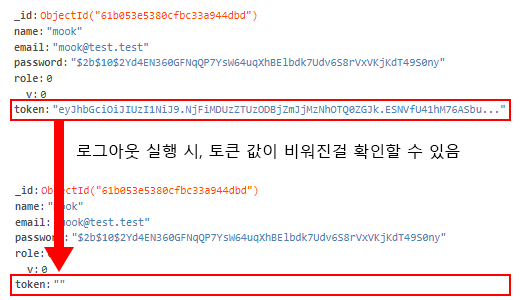 _id:ObjectId("61b053e5380cfbc33a944dbd")
name:"mook"
email:"mook@test.test"
password:"$2b$10$2Yd4EN360GFNqQP7YsW64uqXhBElbdk7Udv6S8rVxVKjKdT49S0ny"
role:0
__v:0
token:"eyJhbGciOiJIUzI1NiJ9.NjFiMDUzZTUzODBjZmJjMzNhOTQ0ZGJk.ESNVfU41hM76ASbu..."
로그아웃 실행 시, 토큰 값이 비워진걸 확인할 수 있음
_id:ObjectId("61b053e5380cfbc33a944dbd")
name:"mook"
email:"mook@test.test"
password:"$2b$10$2Yd4EN360GFNqQP7YsW64uqXhBElbdk7Udv6S8rVxVKjKdT49S0ny"
role:
v:0
token:""